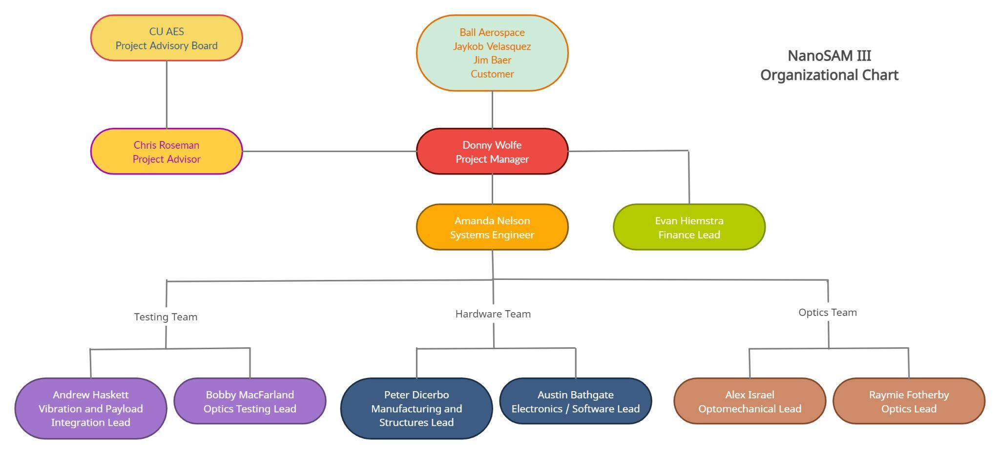 CU AES
Project Advisory Board
Ball Aerospace
Jaykob Velasquez
Jim Baer
Customer
NanoSAM III
Organizational Chart
Chris Roseman
Project Advisor
Donny Wolfe
Project Manager
Amanda Nelson
Systems Engineer
Evan Hiemstra
Finance Lead
Testing Team
Hardware Team
Optics Team
Andrew Haskett
Vibration and Payload
Integration Lead
Bobby MacFarland
Optics Testing Lead
Peter Dicerbo
Manufacturing and
Structures Lead
Austin Bathgate
Electronics / Software Lead
Alex Israel
Optomechanical Lead
Raymie Fotherby
Optics Lead